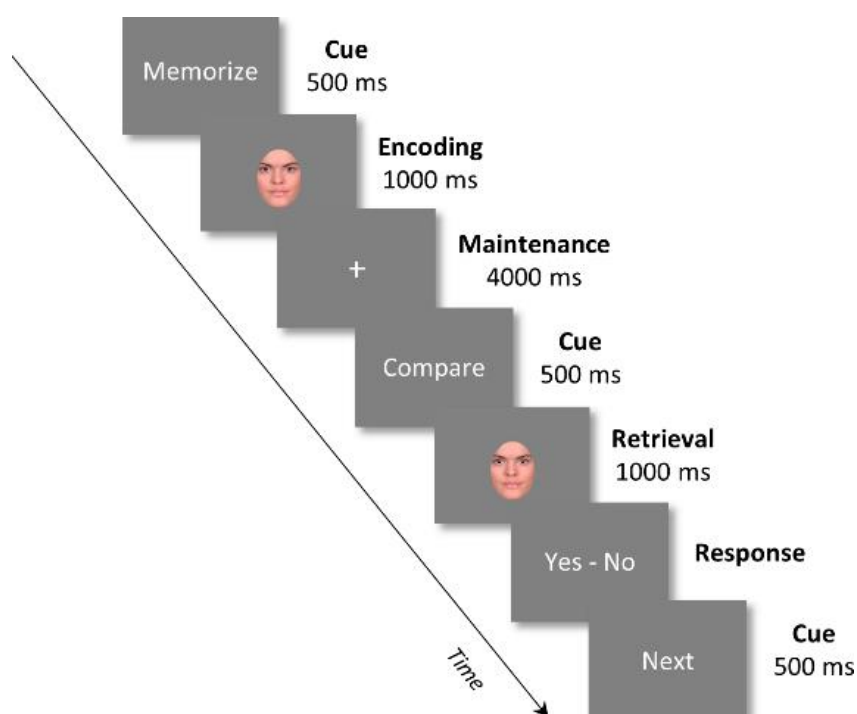 Memorize
Cue
500 ms
Encoding
1000 ms
+
Maintenance
4000 ms
Compare
Cue
500 ms
Retrieval
1000 ms
Yes - No
Response
Next
Cue
500 ms
Time